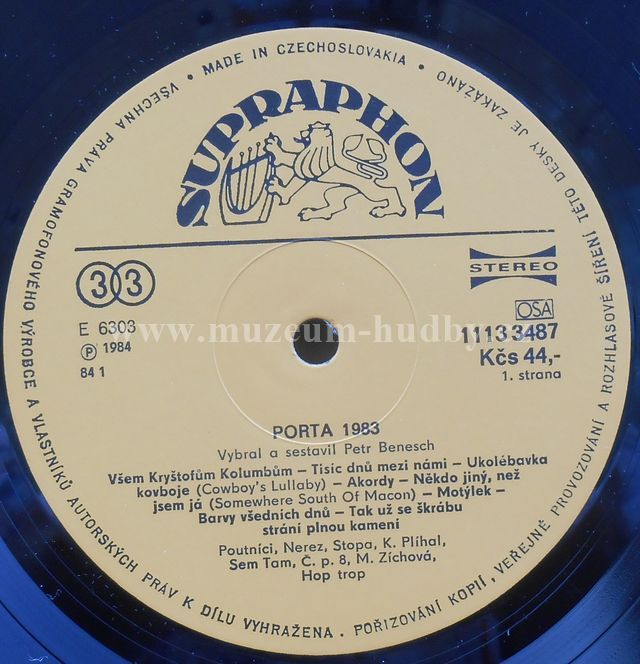 VŠECHNA PRÁVA GRAMOFONOVÉHO VÝROBCE A VLASTNÍKŮ AUTORSKÝCH PRÁV K DÍLU VYHRAŽENA • POŘIZOVÁNÍ KOPIÍ, VEŘEJNÉ PROVOZOVÁNÍ A ROZHLASOVÉ ŠÍŘENÍ TÉTO DESKY JE ZAKÁZÁNO • MADE IN CZECHOSLOVAKIA •
SUPRAPHON
33
STEREO
E 6303
Ⓟ 1984
84 1
OSA
1113 3487
Kčs 44,-
1. strana
www.muzeum-hudby.
PORTA 1983
Vybral a sestavil Petr Benesch
Všem Kryštofům Kolumbům – Tisíc dnů mezi námi – Ukolébavka
kovboje (Cowboy's Lullaby) – Akordy – Někdo jiný, než
jsem já (Somewhere South Of Macon) – Motýlek –
Barvy všedních dnů – Tak už se škrábu
strání plnou kamení
Poutníci, Nerez, Stopa, K. Plíhal,
Sem Tam, Č. p. 8, M. Zíchová,
Hop trop